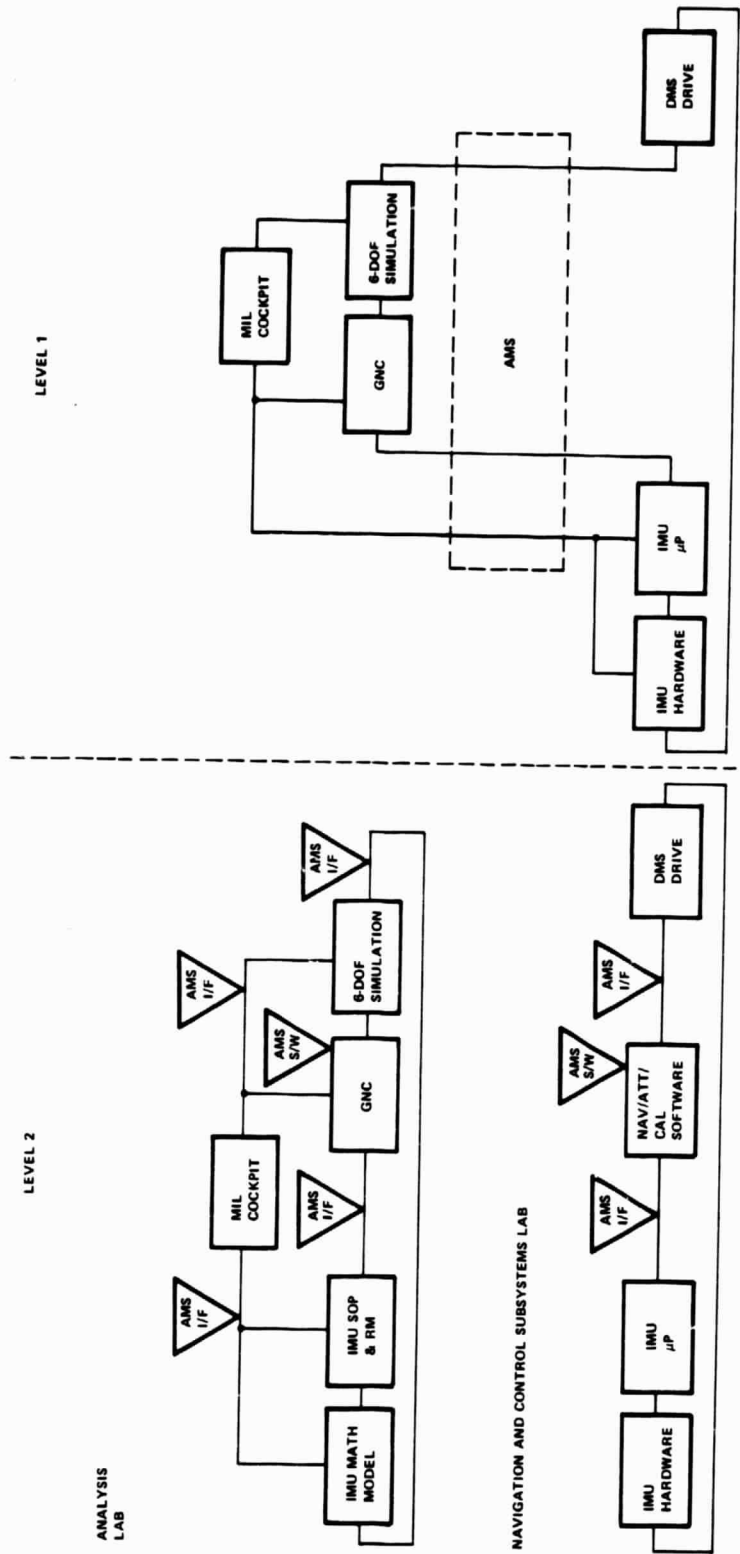 LEVEL 2
ANALYSIS
LAB
AMS
I/F
AMS
I/F
MIL
COCKPIT
AMS
S/W
AMS
I/F
AMS
I/F
IMU MATH
MODEL
IMU SOP
& RM
GNC
6-DOF
SIMULATION
NAVIGATION AND CONTROL SUBSYSTEMS LAB
AMS
S/W
AMS
I/F
AMS
I/F
IMU
HARDWARE
IMU
μP
NAV/ATT/
CAL
SOFTWARE
DMS
DRIVE
LEVEL 1
MIL
COCKPIT
GNC
6-DOF
SIMULATION
AMS
IMU
HARDWARE
IMU
μP
DMS
DRIVE